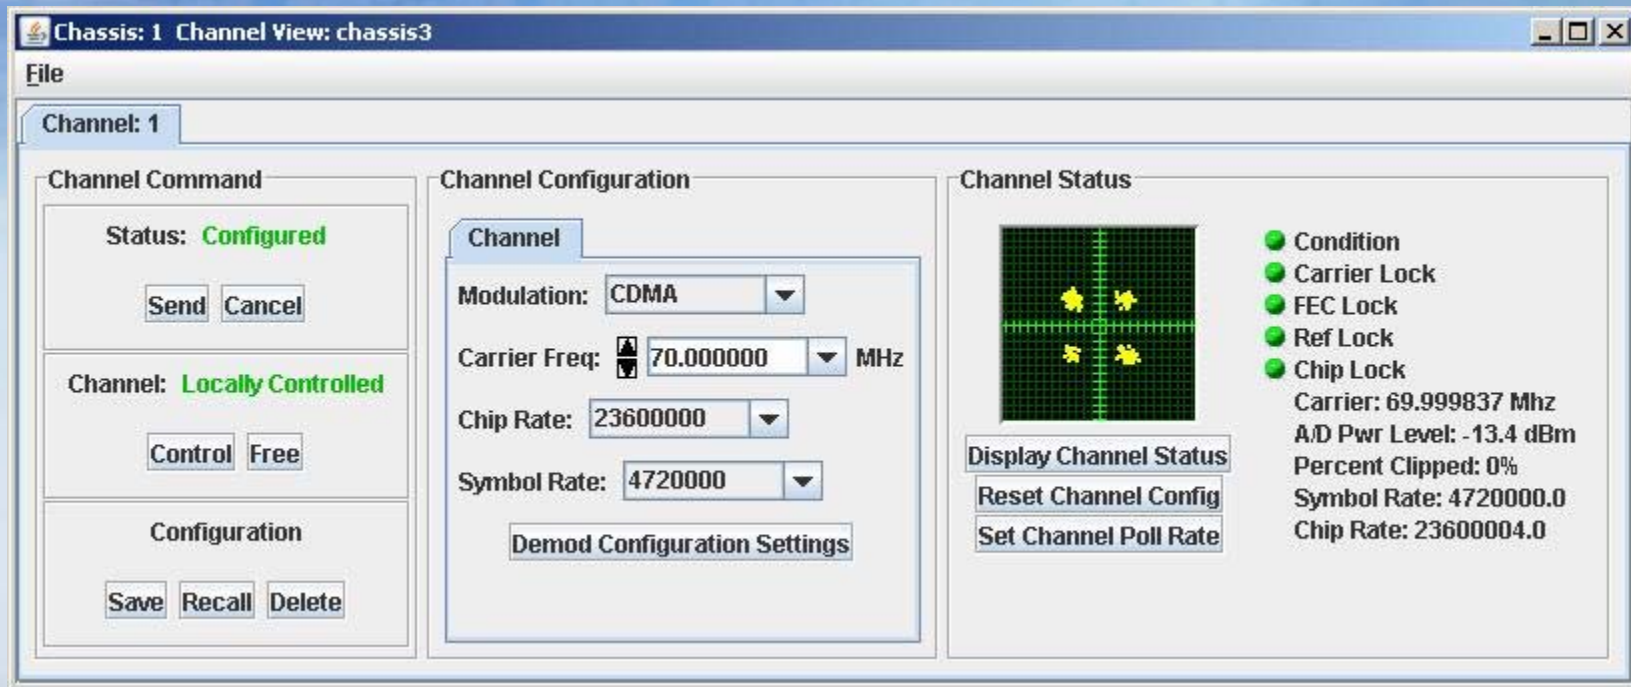 Chassis: 1 Channel View: chassis3
File
Channel: 1
Channel Command
Status: Configured
Send Cancel
Channel: Locally Controlled
Control Free
Configuration
Save Recall Delete
Channel Configuration
Channel
Modulation: CDMA
Carrier Freq: 70.000000 MHz
Chip Rate: 23600000
Symbol Rate: 4720000
Demod Configuration Settings
Channel Status
Display Channel Status
Reset Channel Config
Set Channel Poll Rate
Condition
Carrier Lock
FEC Lock
Ref Lock
Chip Lock
Carrier: 69.999837 Mhz
A/D Pwr Level: -13.4 dBm
Percent Clipped: 0%
Symbol Rate: 4720000.0
Chip Rate: 23600004.0